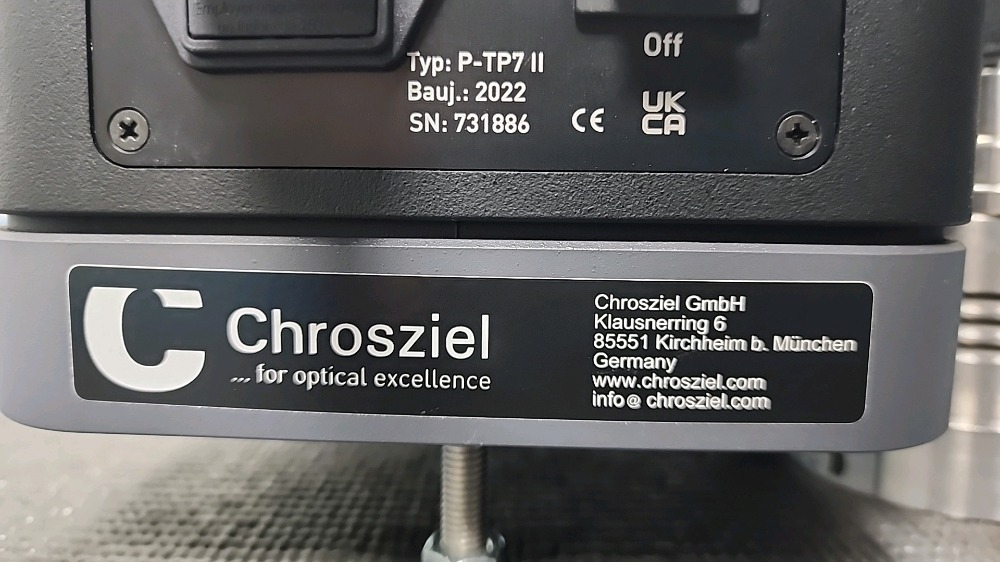 Off
Typ: P-TP7 II
Bauj.: 2022
SN: 731886
CE
UK
CA
Chrosziel
... for optical excellence
Chrosziel GmbH
Klausnerring 6
85551 Kirchheim b. München
Germany
www.chrosziel.com
info@chrosziel.com